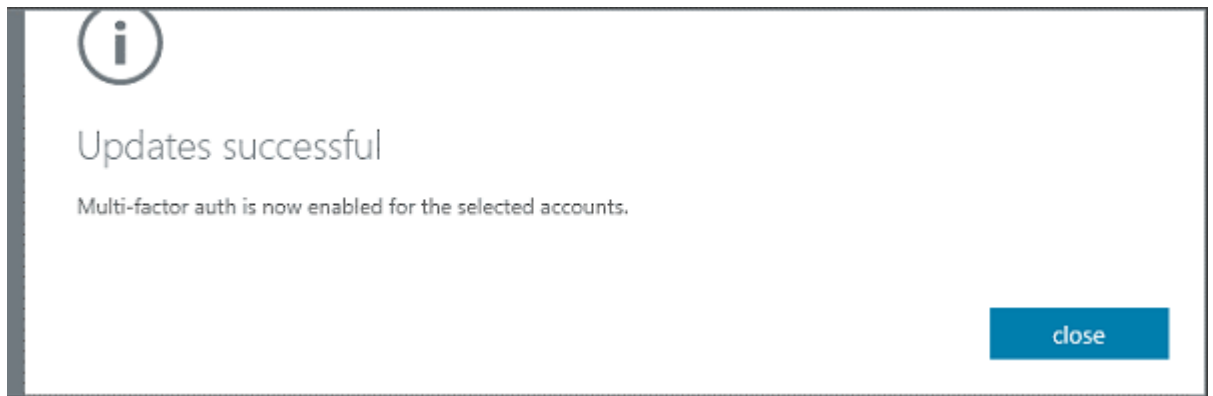 Updates successful
Multi-factor auth is now enabled for the selected accounts.
close